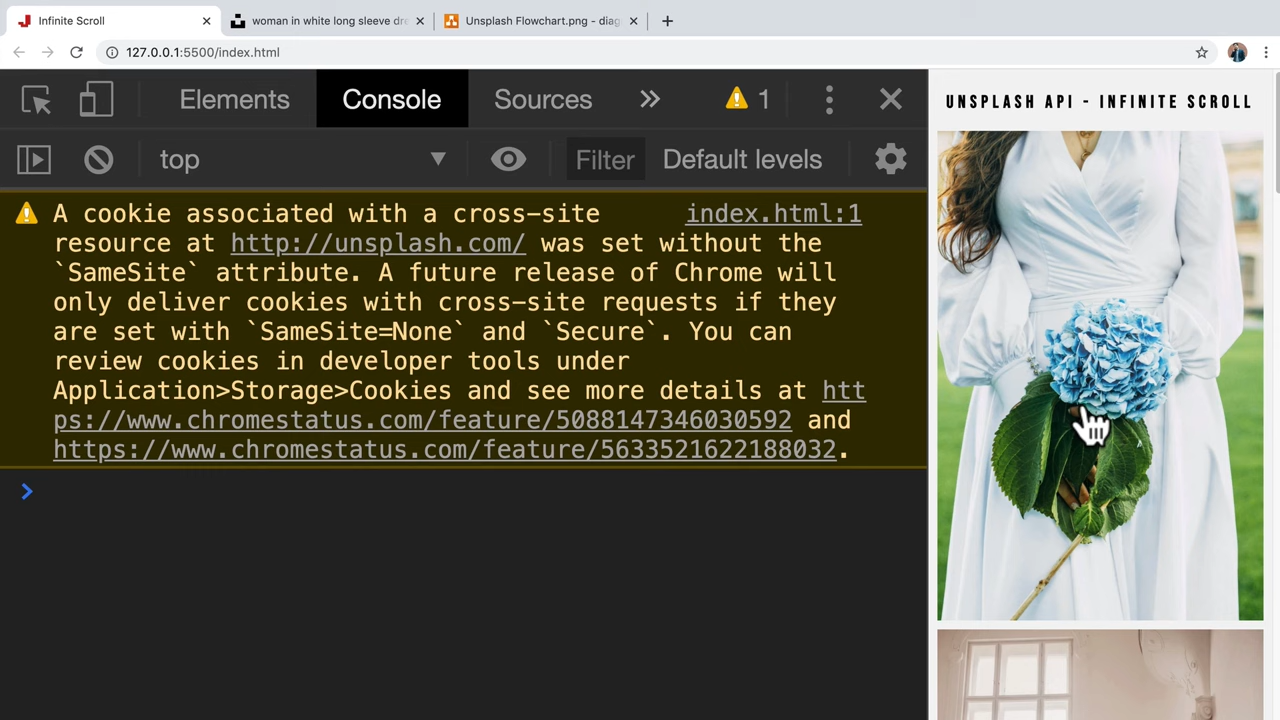 Infinite Scroll
woman in white long sleeve dre
Unsplash Flowchart.png - diag
127.0.0.1:5500/index.html
Elements
Console
Sources
1
top
Filter
Default levels
A cookie associated with a cross-site index.html:1
resource at http://unsplash.com/ was set without the
`SameSite` attribute. A future release of Chrome will
only deliver cookies with cross-site requests if they
are set with `SameSite=None` and `Secure`. You can
review cookies in developer tools under
Application>Storage>Cookies and see more details at htt
ps://www.chromestatus.com/feature/5088147346030592 and
https://www.chromestatus.com/feature/5633521622188032.
UNSPLASH API - INFINITE SCROLL